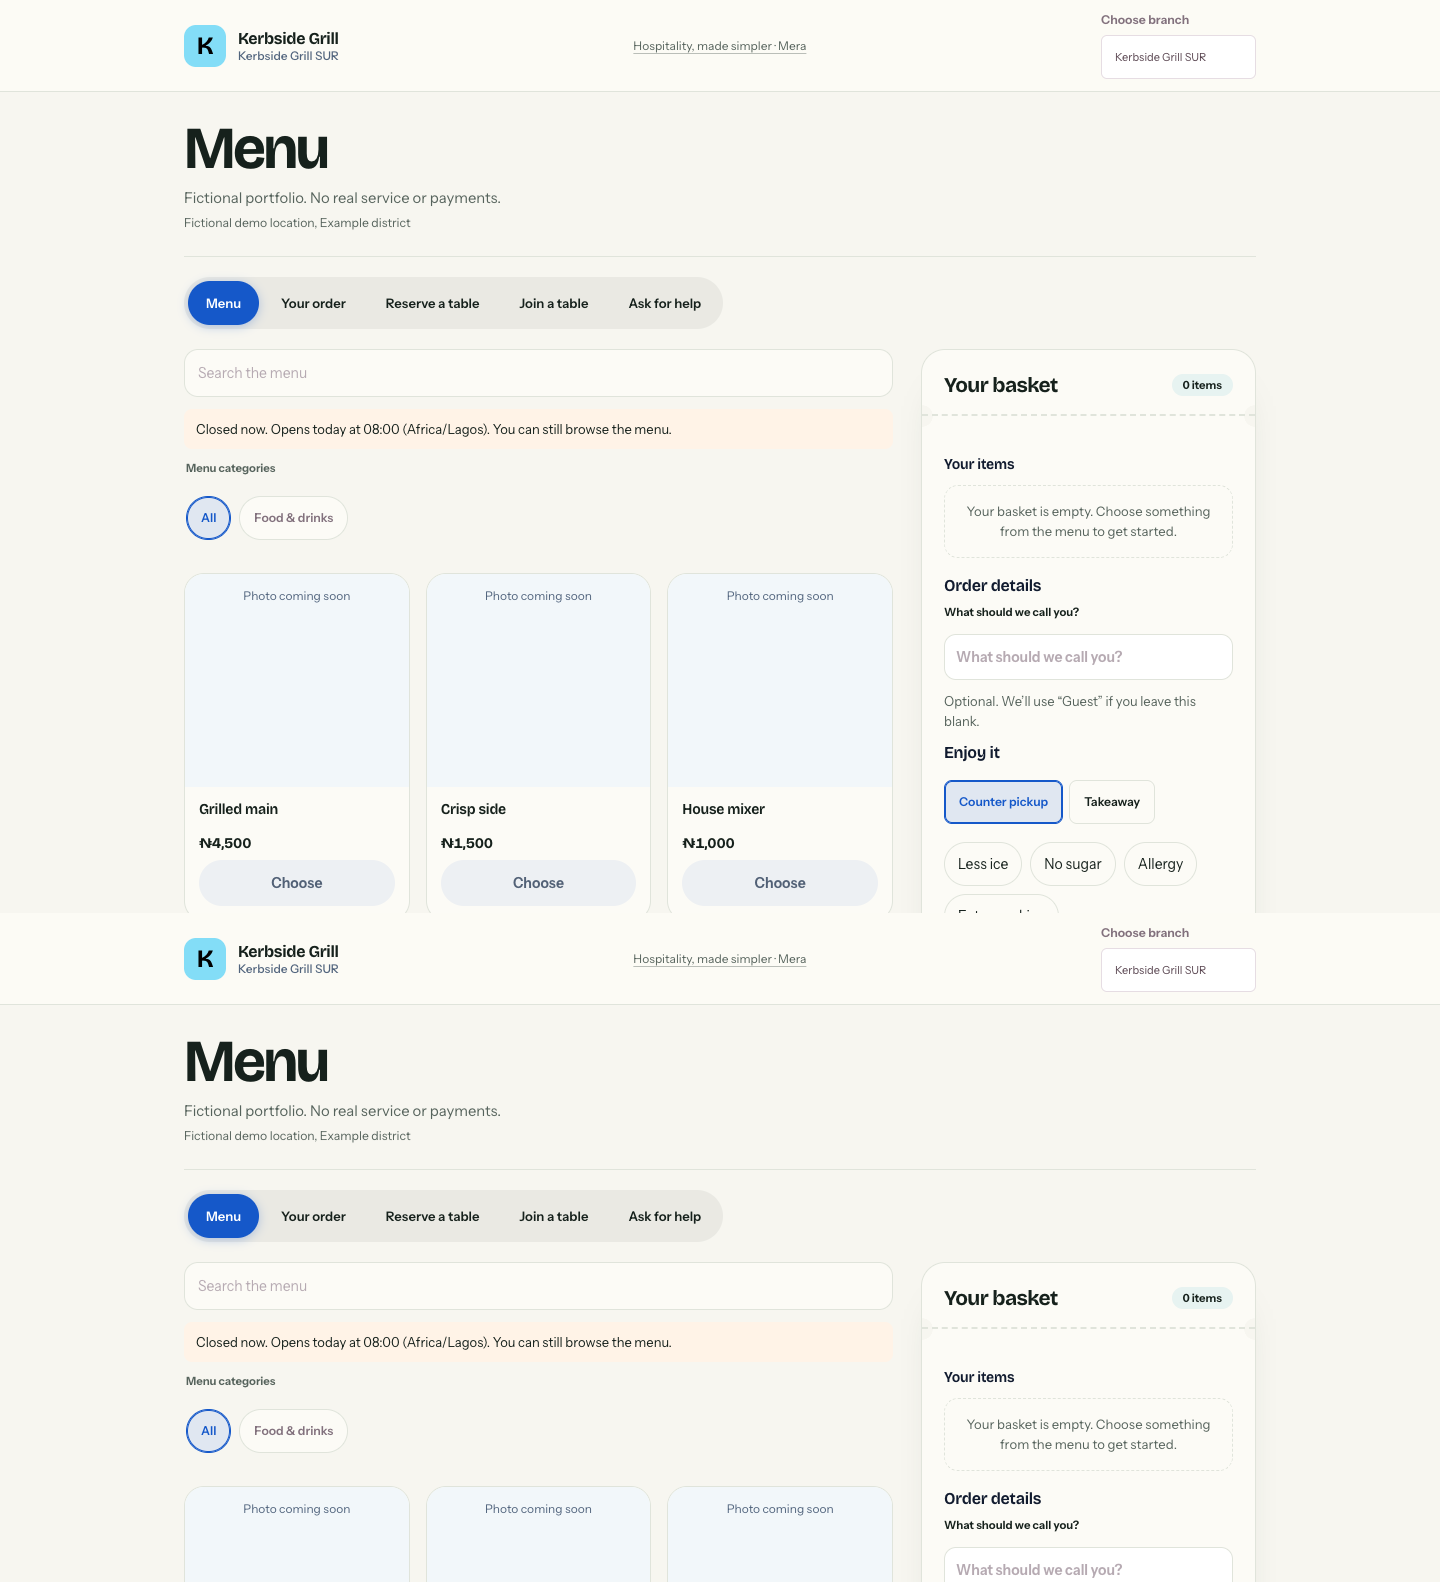 K
Kerbside Grill
Kerbside Grill SUR
Hospitality, made simpler · Mera
Choose branch
Kerbside Grill SUR
Menu
Fictional portfolio. No real service or payments.
Fictional demo location, Example district
Menu
Your order
Reserve a table
Join a table
Ask for help
Search the menu
Closed now. Opens today at 08:00 (Africa/Lagos). You can still browse the menu.
Menu categories
All
Food & drinks
Photo coming soon
Grilled main
₦4,500
Choose
Photo coming soon
Crisp side
₦1,500
Choose
Photo coming soon
House mixer
₦1,000
Choose
Your basket
0 items
Your items
Your basket is empty. Choose something
from the menu to get started.
Order details
What should we call you?
What should we call you?
Optional. We’ll use “Guest” if you leave this
blank.
Enjoy it
Counter pickup
Takeaway
Less ice
No sugar
Allergy
K
Kerbside Grill
Kerbside Grill SUR
Hospitality, made simpler · Mera
Choose branch
Kerbside Grill SUR
Menu
Fictional portfolio. No real service or payments.
Fictional demo location, Example district
Menu
Your order
Reserve a table
Join a table
Ask for help
Search the menu
Closed now. Opens today at 08:00 (Africa/Lagos). You can still browse the menu.
Menu categories
All
Food & drinks
Photo coming soon
Photo coming soon
Photo coming soon
Your basket
0 items
Your items
Your basket is empty. Choose something
from the menu to get started.
Order details
What should we call you?
What should we call you?